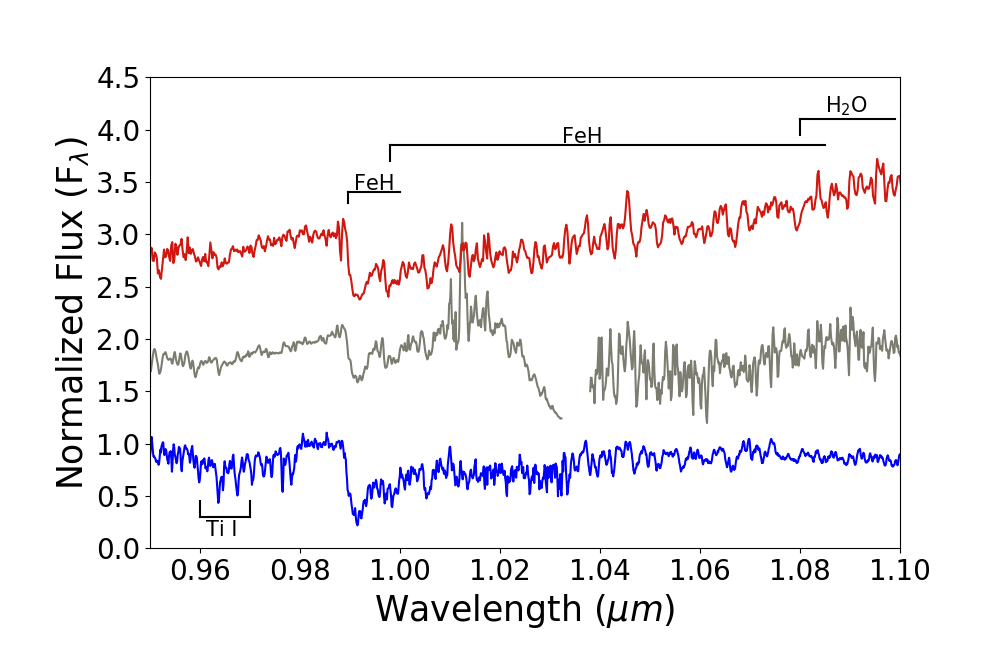 4.5
4.0
3.5
3.0
2.5
2.0
1.5
1.0
0.5
0.0
Normalized Flux (F_λ)
H₂O
FeH
FeH
Ti I
0.96 0.98 1.00 1.02 1.04 1.06 1.08 1.10
Wavelength (μm)